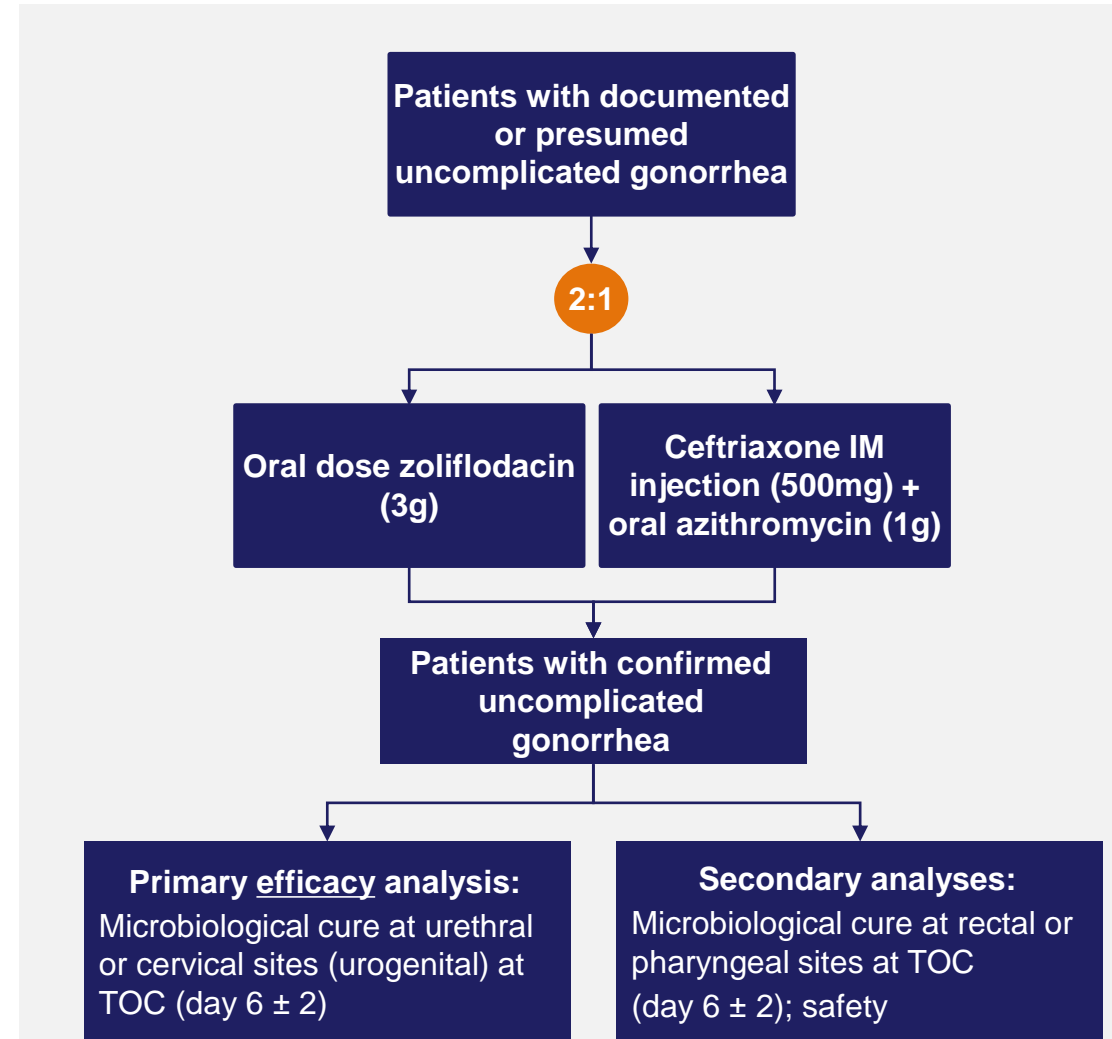 Patients with documented
or presumed
uncomplicated gonorrhea
2:1
Oral dose zoliflodacin
(3g)
Ceftriaxone IM
injection (500mg) +
oral azithromycin (1g)
Patients with confirmed
uncomplicated
gonorrhea
Primary efficacy analysis:
Microbiological cure at urethral
or cervical sites (urogenital) at
TOC (day 6 ± 2)
Secondary analyses:
Microbiological cure at rectal or
pharyngeal sites at TOC
(day 6 ± 2); safety